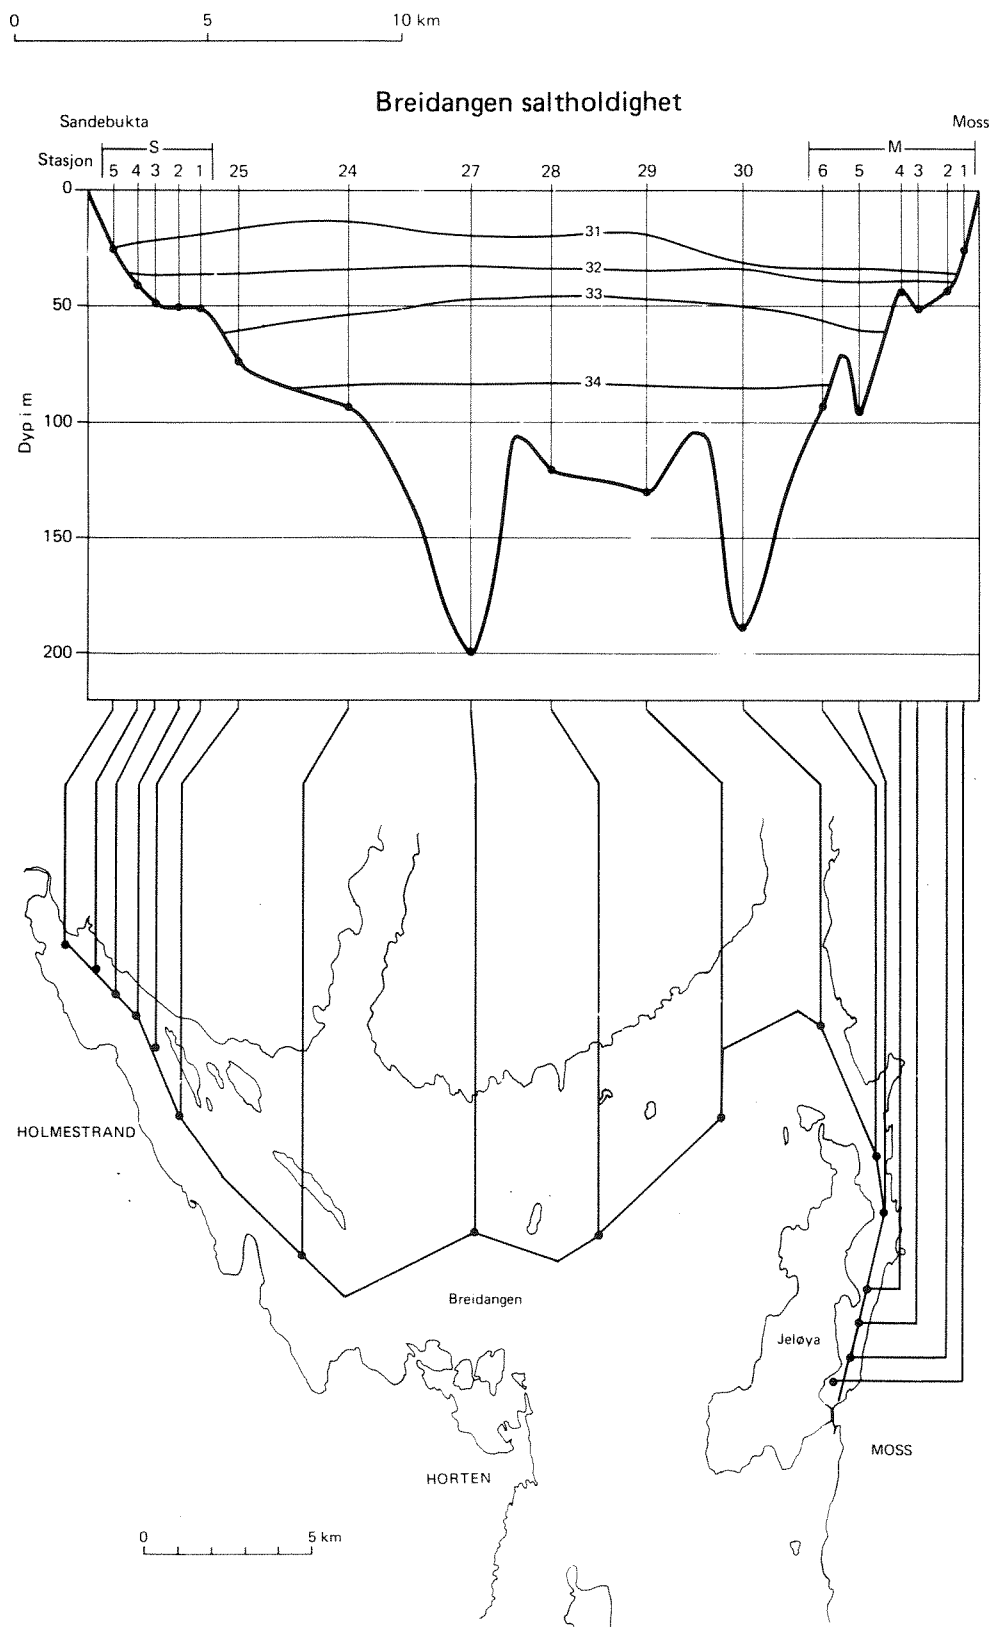 0 5 10 km
Breidangen saltholdighet
Sandebukta Moss
Stasjon S M
5 4 3 2 1 25 24 27 28 29 30 6 5 4 3 2 1
0
31
32
33
50
34
100
Dyp i m
150
200
HOLMESTRAND
Breidangen
Jeløya
MOSS
HORTEN
0 5 km